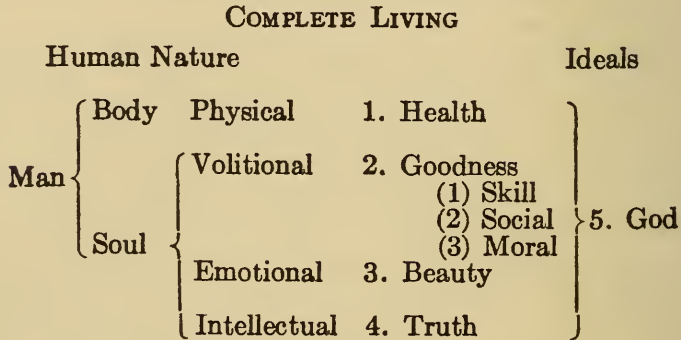 COMPLETE LIVING
Human Nature Ideals
Body Physical 1. Health
Man Volitional 2. Goodness
(1) Skill
(2) Social 5. God
Soul (3) Moral
Emotional 3. Beauty
Intellectual 4. Truth